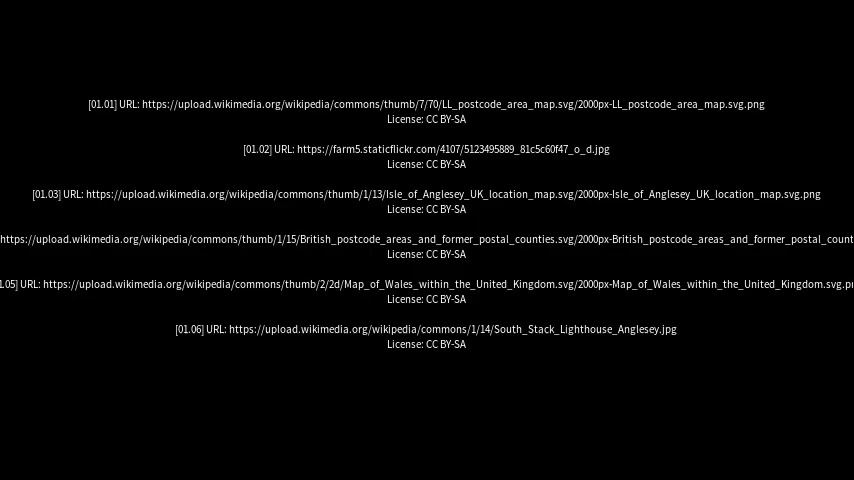 [01.01] URL: https://upload.wikimedia.org/wikipedia/commons/thumb/7/70/LL_postcode_area_map.svg/2000px-LL_postcode_area_map.svg.png
License: CC BY-SA
[01.02] URL: https://farm5.staticflickr.com/4107/5123495889_81c5c60f47_o_d.jpg
License: CC BY-SA
[01.03] URL: https://upload.wikimedia.org/wikipedia/commons/thumb/1/13/Isle_of_Anglesey_UK_location_map.svg/2000px-Isle_of_Anglesey_UK_location_map.svg.png
License: CC BY-SA
https://upload.wikimedia.org/wikipedia/commons/thumb/1/15/British_postcode_areas_and_former_postal_counties.svg/2000px-British_postcode_areas_and_former_postal_count
License: CC BY-SA
1.05] URL: https://upload.wikimedia.org/wikipedia/commons/thumb/2/2d/Map_of_Wales_within_the_United_Kingdom.svg/2000px-Map_of_Wales_within_the_United_Kingdom.svg.p
License: CC BY-SA
[01.06] URL: https://upload.wikimedia.org/wikipedia/commons/1/14/South_Stack_Lighthouse_Anglesey.jpg
License: CC BY-SA